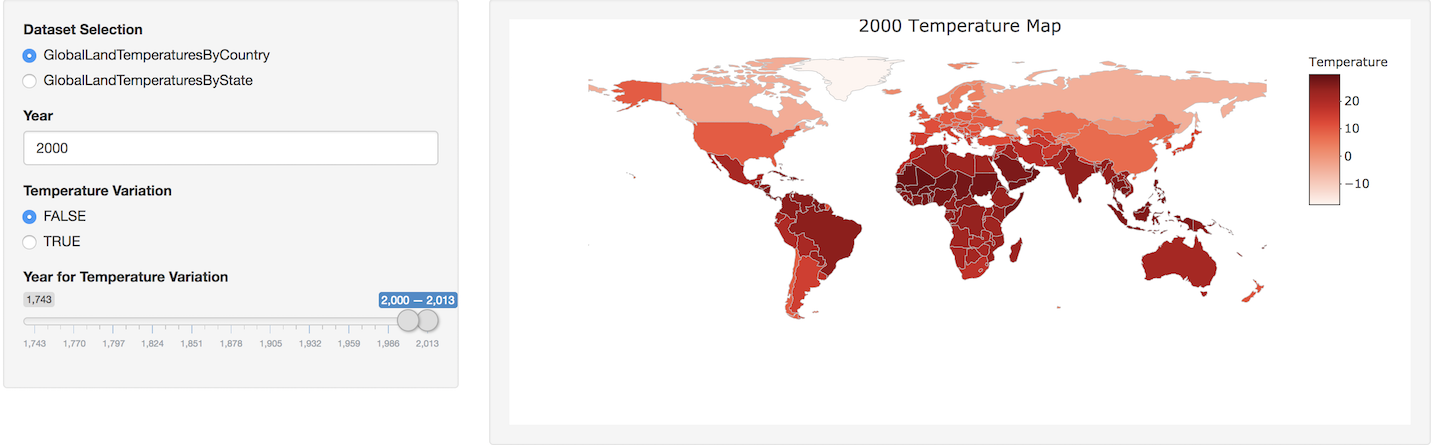 Dataset Selection
GlobalLandTemperaturesByCountry
GlobalLandTemperaturesByState
Year
2000
Temperature Variation
FALSE
TRUE
Year for Temperature Variation
1,743 2,000 — 2,013
1,743 1,770 1,797 1,824 1,851 1,878 1,905 1,932 1,959 1,986 2,013
2000 Temperature Map
Temperature
20
10
0
−10